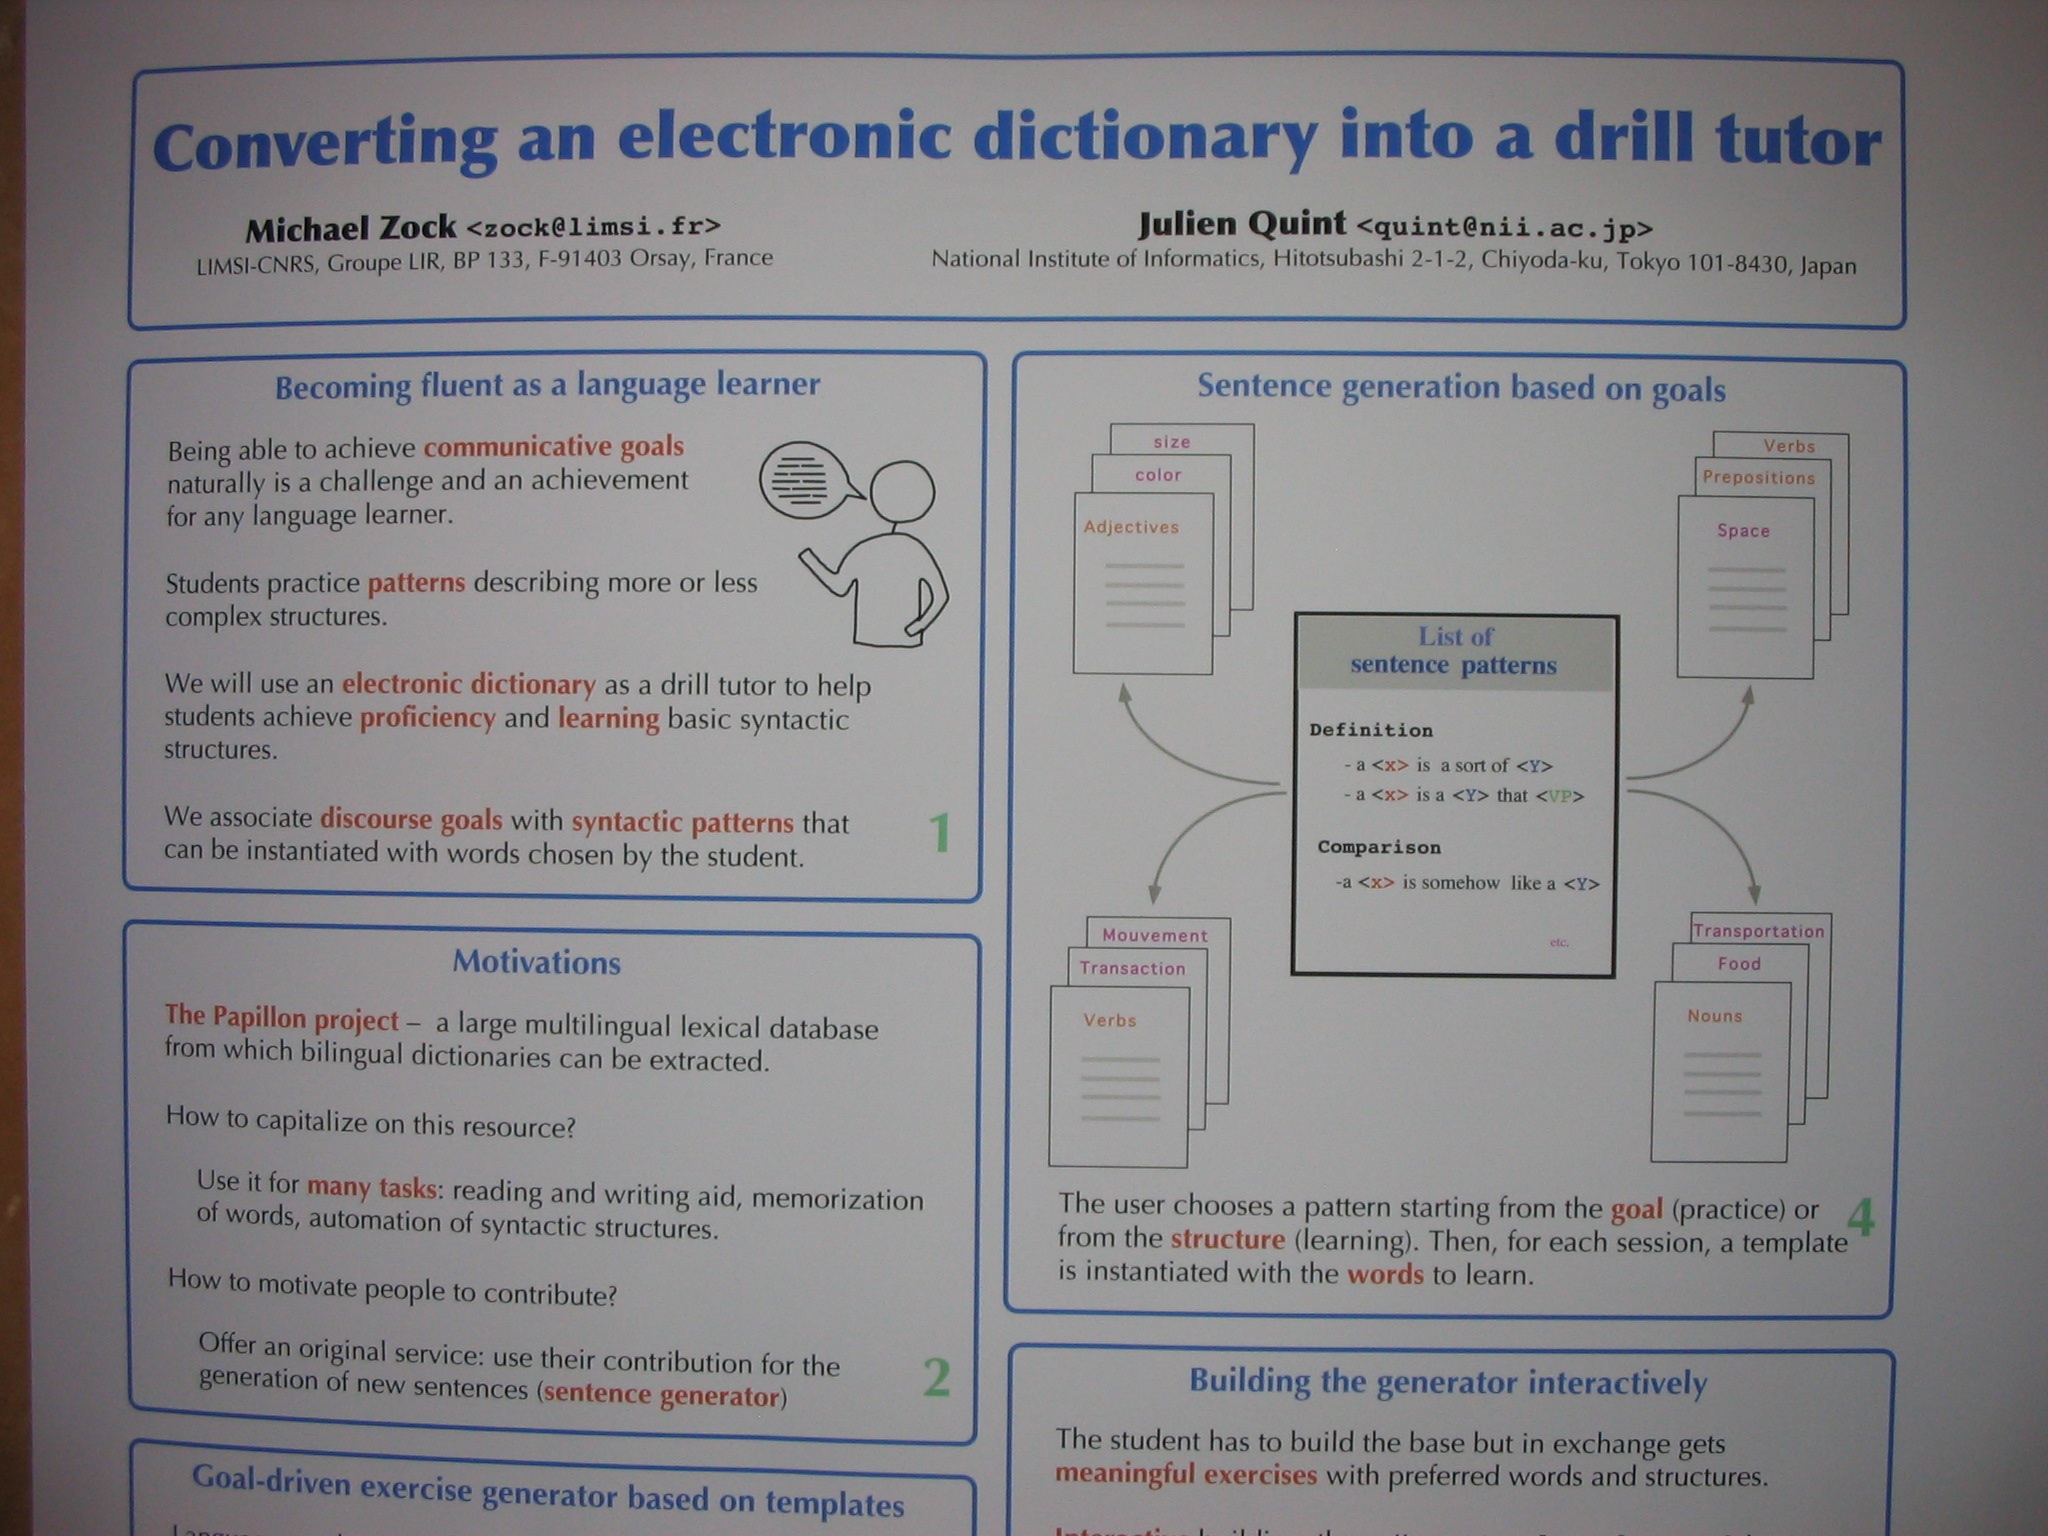 Converting an electronic dictionary into a drill tutor
Michael Zock <zock@limsi.fr>
LIMSI-CNRS, Groupe LIR, BP 133, F-91403 Orsay, France
Julien Quint <quint@nii.ac.jp>
National Institute of Informatics, Hitotsubashi 2-1-2, Chiyoda-ku, Tokyo 101-8430, Japan
Becoming fluent as a language learner
Being able to achieve communicative goals
naturally is a challenge and an achievement
for any language learner.
Students practice patterns describing more or less
complex structures.
We will use an electronic dictionary as a drill tutor to help
students achieve proficiency and learning basic syntactic
structures.
We associate discourse goals with syntactic patterns that
can be instantiated with words chosen by the student.
1
Motivations
The Papillon project – a large multilingual lexical database
from which bilingual dictionaries can be extracted.
How to capitalize on this resource?
Use it for many tasks: reading and writing aid, memorization
of words, automation of syntactic structures.
How to motivate people to contribute?
Offer an original service: use their contribution for the
generation of new sentences (sentence generator)
2
Goal-driven exercise generator based on templates
Sentence generation based on goals
size
color
Adjectives
Verbs
Prepositions
Space
List of
sentence patterns
Definition
- a <x> is a sort of <Y>
- a <x> is a <Y> that <VP>
Comparison
-a <x> is somehow like a <Y>
etc.
Mouvement
Transaction
Verbs
Transportation
Food
Nouns
The user chooses a pattern starting from the goal (practice) or
from the structure (learning). Then, for each session, a template
is instantiated with the words to learn.
4
Building the generator interactively
The student has to build the base but in exchange gets
meaningful exercises with preferred words and structures.